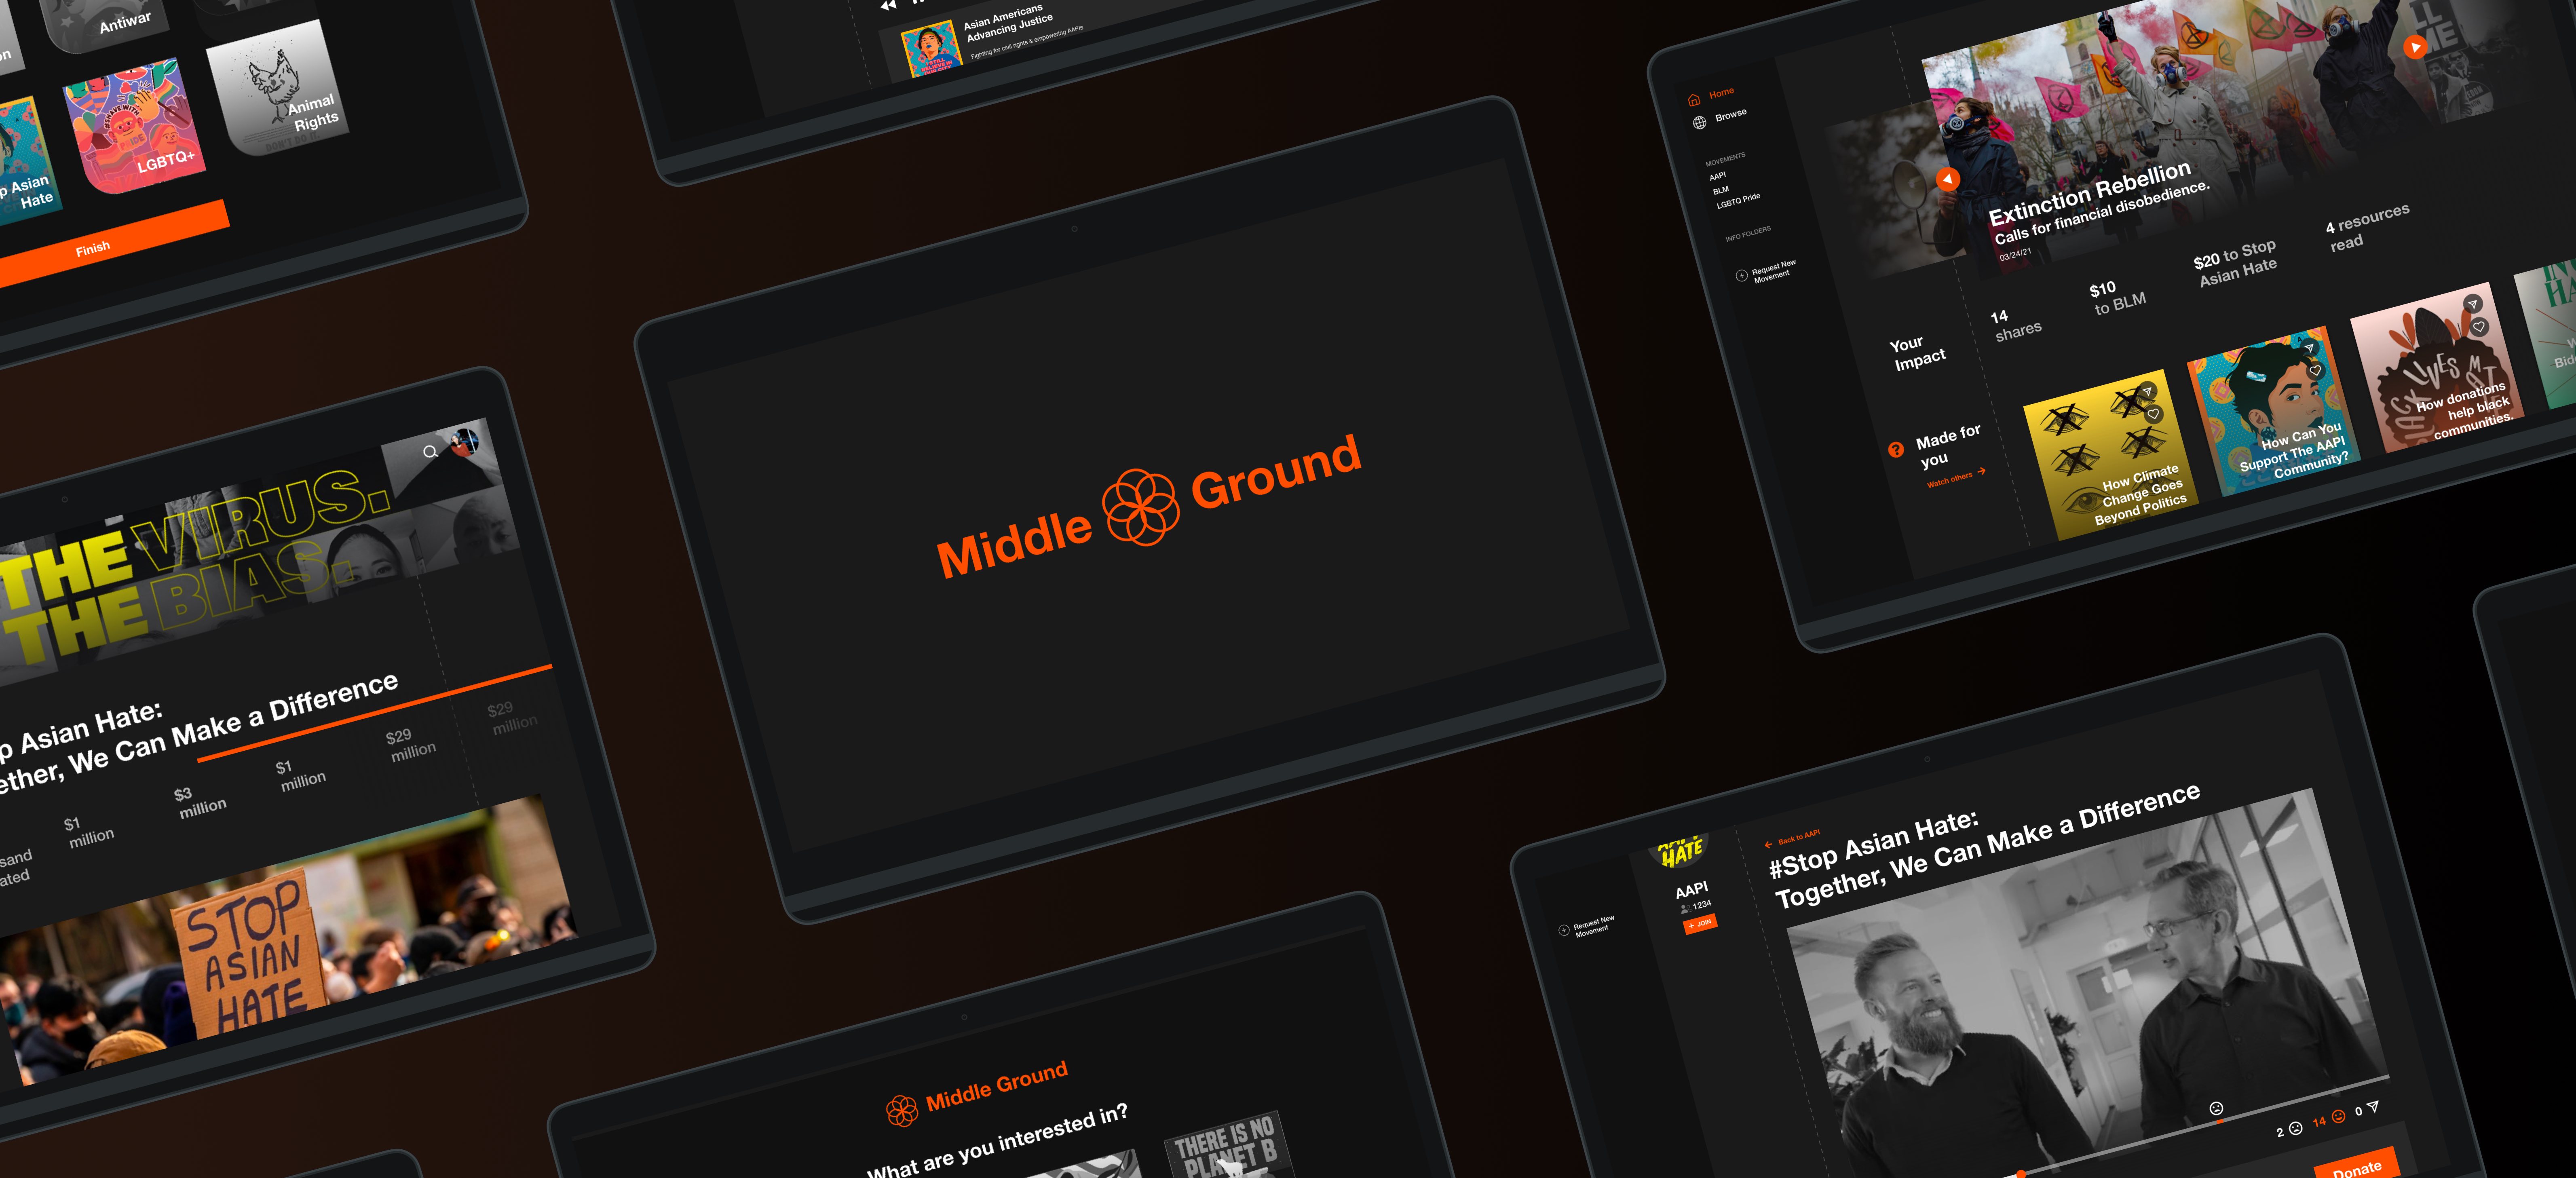 Antiwar
on
Animal
Rights
LGBTQ+
p Asian
Hate
Finish
Asian Americans
Advancing Justice
Fighting for civil rights & empowering AAPIs
I STILL
BELIEVE IN
OUR CITY
Home
Browse
MOVEMENTS
AAPI
BLM
LGBTQ Pride
INFO FOLDERS
Request New
Movement
Extinction Rebellion
Calls for financial disobedience.
03/24/21
Your
Impact
14
shares
$10
to BLM
$20 to Stop
Asian Hate
4 resources
read
Made for
you
Watch others
How Climate
Change Goes
Beyond Politics
How Can You
Support The AAPI
Community?
How donations
help black
communities.
THE VIRUS.
THE BIAS.
p Asian Hate:
ether, We Can Make a Difference
sand
ated
$1
million
$3
million
$1
million
$29
million
$29
million
STOP
ASIAN
HATE
Middle Ground
Middle Ground
What are you interested in?
THERE IS NO
PLANET B
Request New
Movement
HATE
AAPI
1234
+ JOIN
Back to AAPI
#Stop Asian Hate:
Together, We Can Make a Difference
2
14
0
Donate